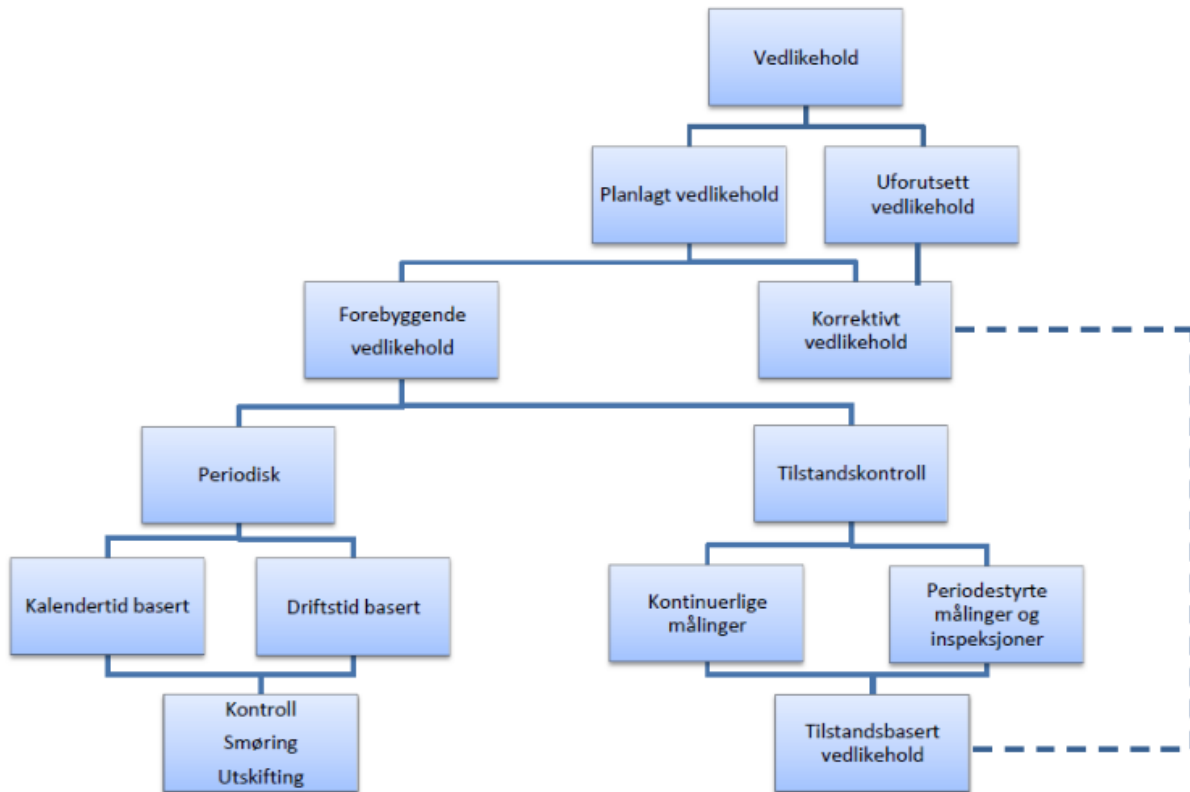 Vedlikehold
Planlagt vedlikehold
Uforutsett
vedlikehold
Forebyggende
vedlikehold
Korrektivt
vedlikehold
Periodisk
Tilstandskontroll
Kalendertid basert
Driftstid basert
Kontinuerlige
målinger
Periodestyrte
målinger og
inspeksjoner
Kontroll
Smøring
Utskifting
Tilstandsbasert
vedlikehold